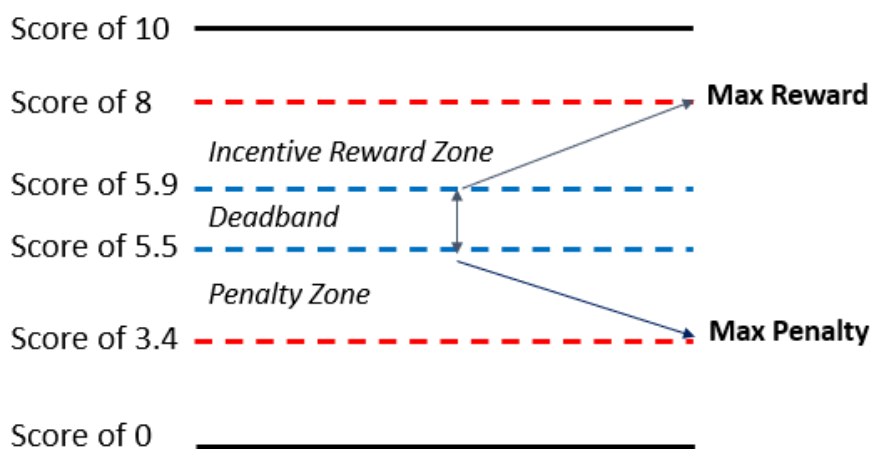 Score of 10
Score of 8
Max Reward
Incentive Reward Zone
Score of 5.9
Deadband
Score of 5.5
Penalty Zone
Score of 3.4
Max Penalty
Score of 0